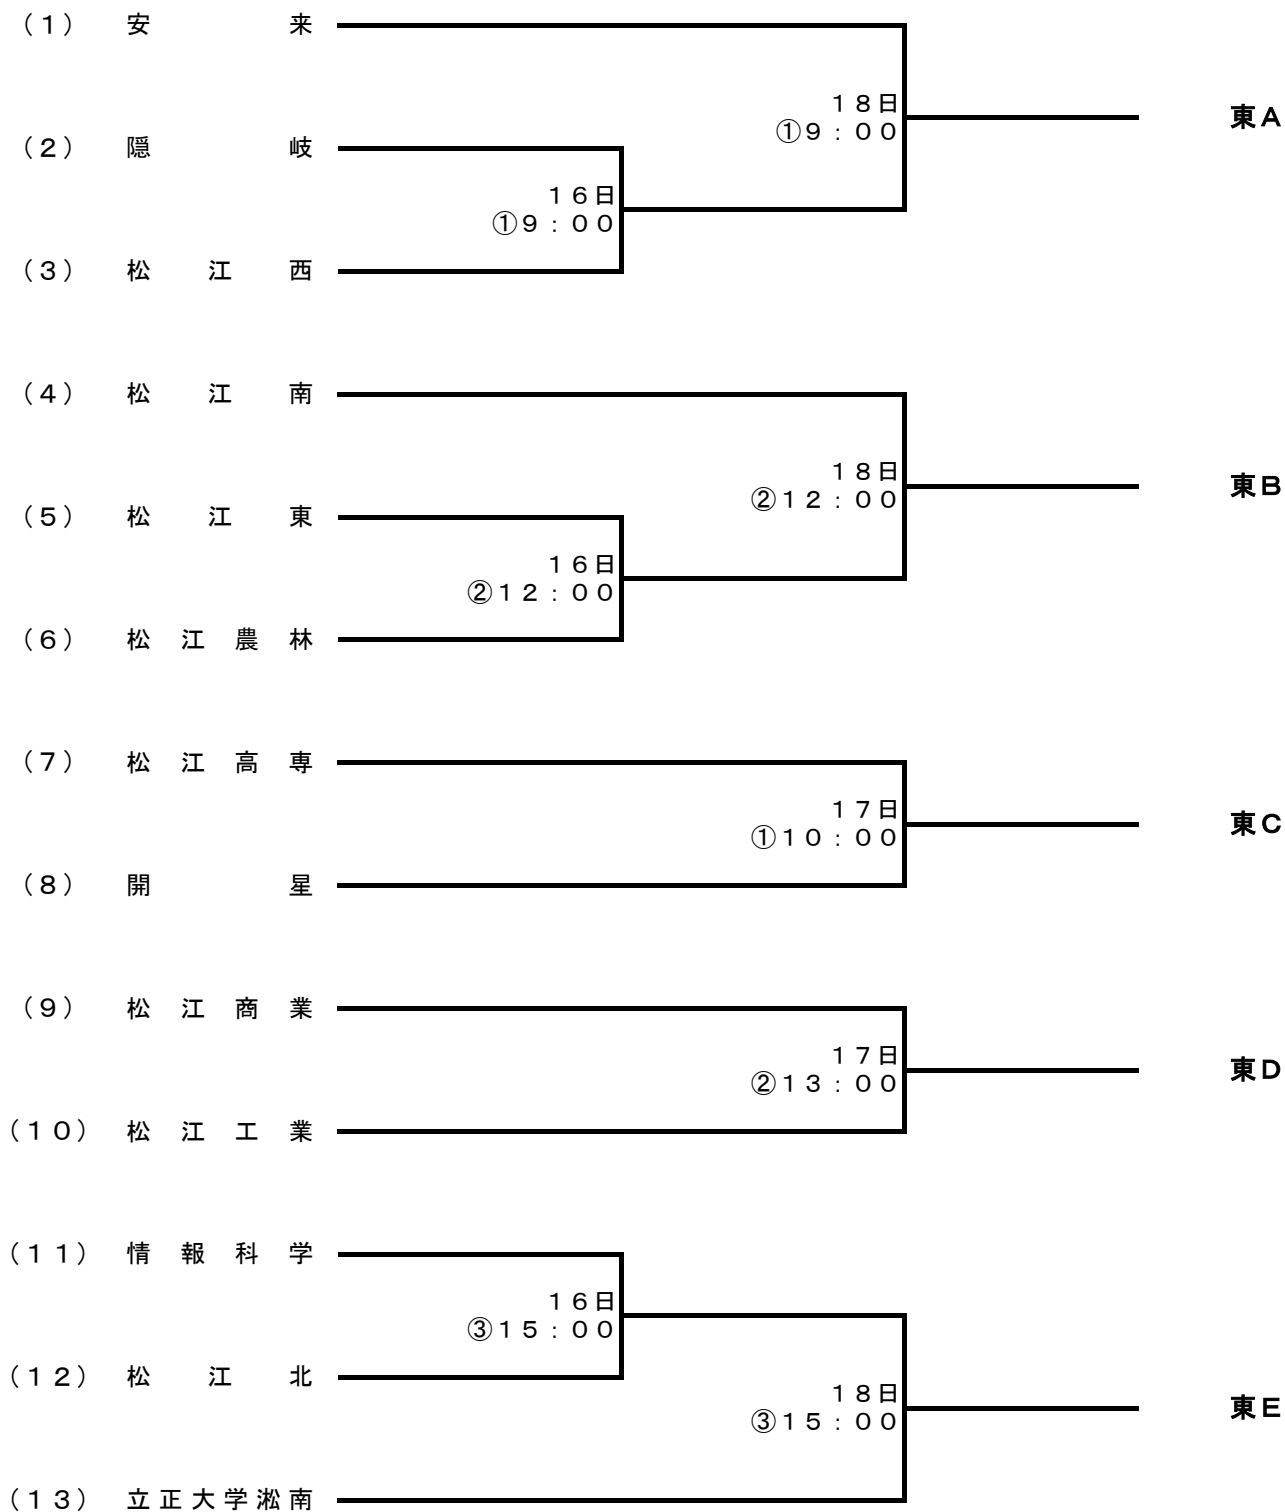 （１） 安来
１８日
①９：００
東Ａ
（２） 隠岐
１６日
①９：００
（３） 松江西
（４） 松江南
１８日
②１２：００
東Ｂ
（５） 松江東
１６日
②１２：００
（６） 松江農林
（７） 松江高専
１７日
①１０：００
東Ｃ
（８） 開星
（９） 松江商業
１７日
②１３：００
東Ｄ
（１０） 松江工業
（１１） 情報科学
１６日
③１５：００
（１２） 松江北
１８日
③１５：００
東Ｅ
（１３） 立正大学淞南